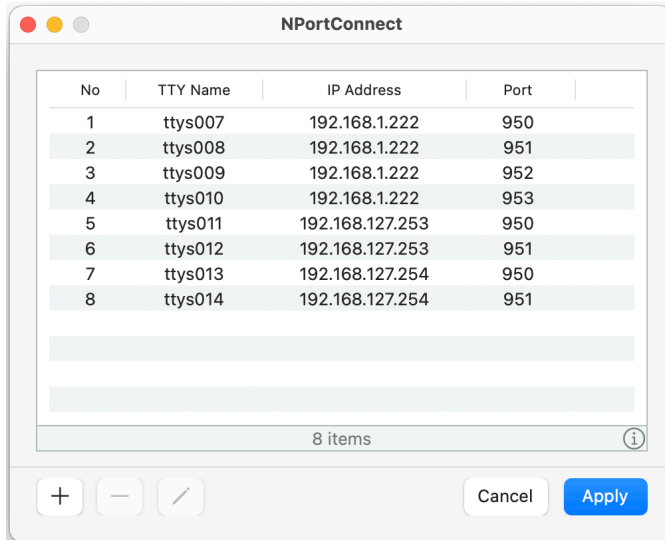 NPortConnect
No TTY Name IP Address Port
1 ttys007 192.168.1.222 950
2 ttys008 192.168.1.222 951
3 ttys009 192.168.1.222 952
4 ttys010 192.168.1.222 953
5 ttys011 192.168.127.253 950
6 ttys012 192.168.127.253 951
7 ttys013 192.168.127.254 950
8 ttys014 192.168.127.254 951
8 items
Cancel Apply